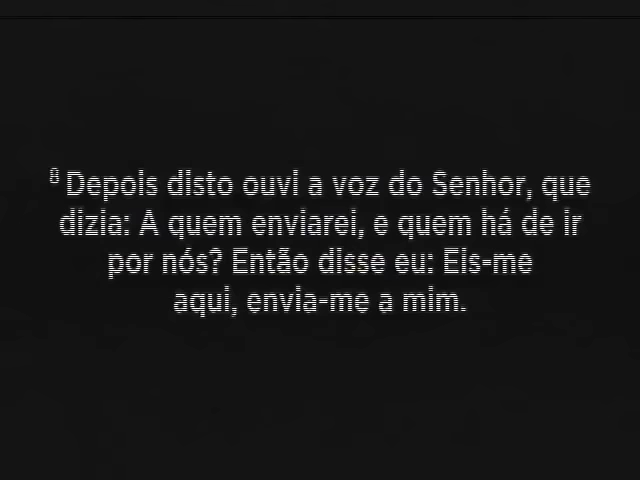 8 Depois disto ouvi a voz do Senhor, que
dizia: A quem enviarei, e quem há de ir
por nós? Então disse eu: Eis-me
aqui, envia-me a mim.